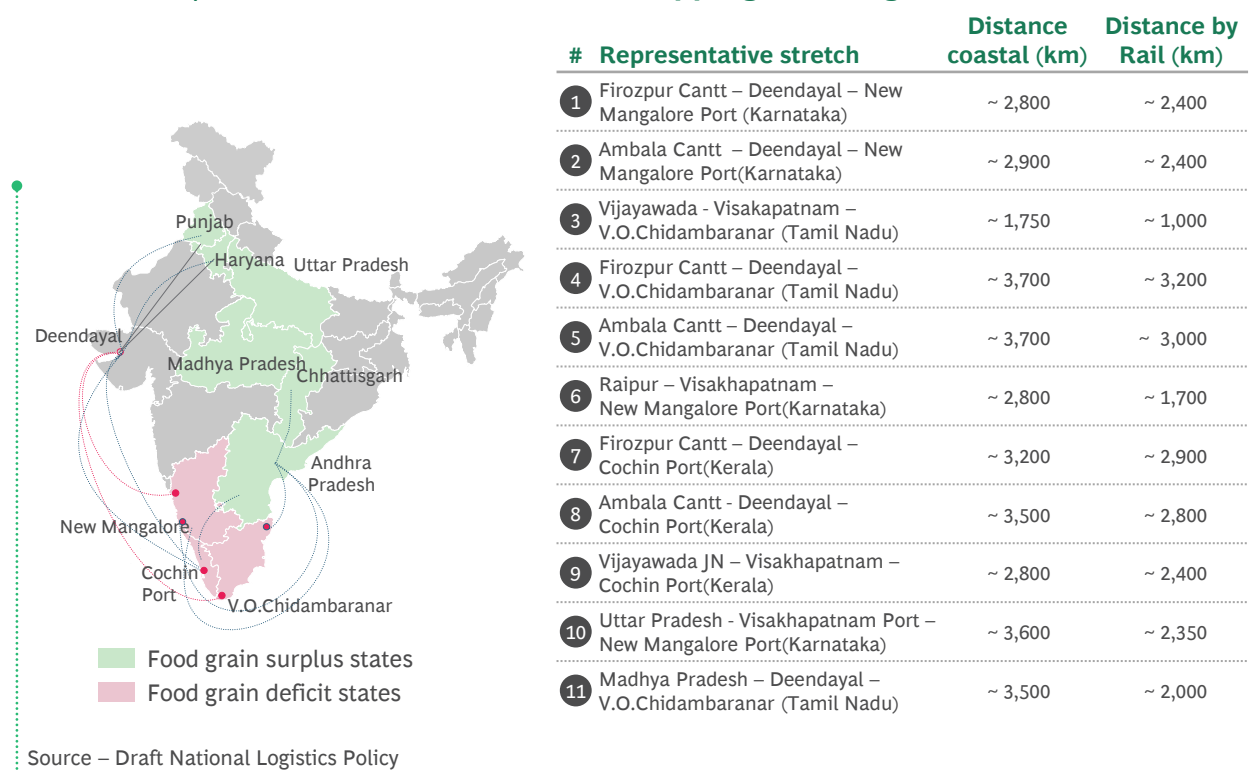 # Representative stretch Distance coastal (km) Distance by Rail (km)
1 Firozpur Cantt – Deendayal – New
Mangalore Port (Karnataka) ~ 2,800 ~ 2,400
2 Ambala Cantt – Deendayal – New
Mangalore Port(Karnataka) ~ 2,900 ~ 2,400
3 Vijayawada - Visakapatnam –
V.O.Chidambaranar (Tamil Nadu) ~ 1,750 ~ 1,000
4 Firozpur Cantt – Deendayal –
V.O.Chidambaranar (Tamil Nadu) ~ 3,700 ~ 3,200
5 Ambala Cantt – Deendayal –
V.O.Chidambaranar (Tamil Nadu) ~ 3,700 ~ 3,000
6 Raipur – Visakhapatnam –
New Mangalore Port(Karnataka) ~ 2,800 ~ 1,700
7 Firozpur Cantt – Deendayal –
Cochin Port(Kerala) ~ 3,200 ~ 2,900
8 Ambala Cantt - Deendayal –
Cochin Port(Kerala) ~ 3,500 ~ 2,800
9 Vijayawada JN – Visakhapatnam –
Cochin Port(Kerala) ~ 2,800 ~ 2,400
10 Uttar Pradesh - Visakhapatnam Port –
New Mangalore Port(Karnataka) ~ 3,600 ~ 2,350
11 Madhya Pradesh – Deendayal –
V.O.Chidambaranar (Tamil Nadu) ~ 3,500 ~ 2,000
Punjab
Haryana
Uttar Pradesh
Deendayal
Madhya Pradesh
Chhattisgarh
Andhra
Pradesh
New Mangalore
Cochin
Port
V.O.Chidambaranar
Food grain surplus states
Food grain deficit states
Source – Draft National Logistics Policy